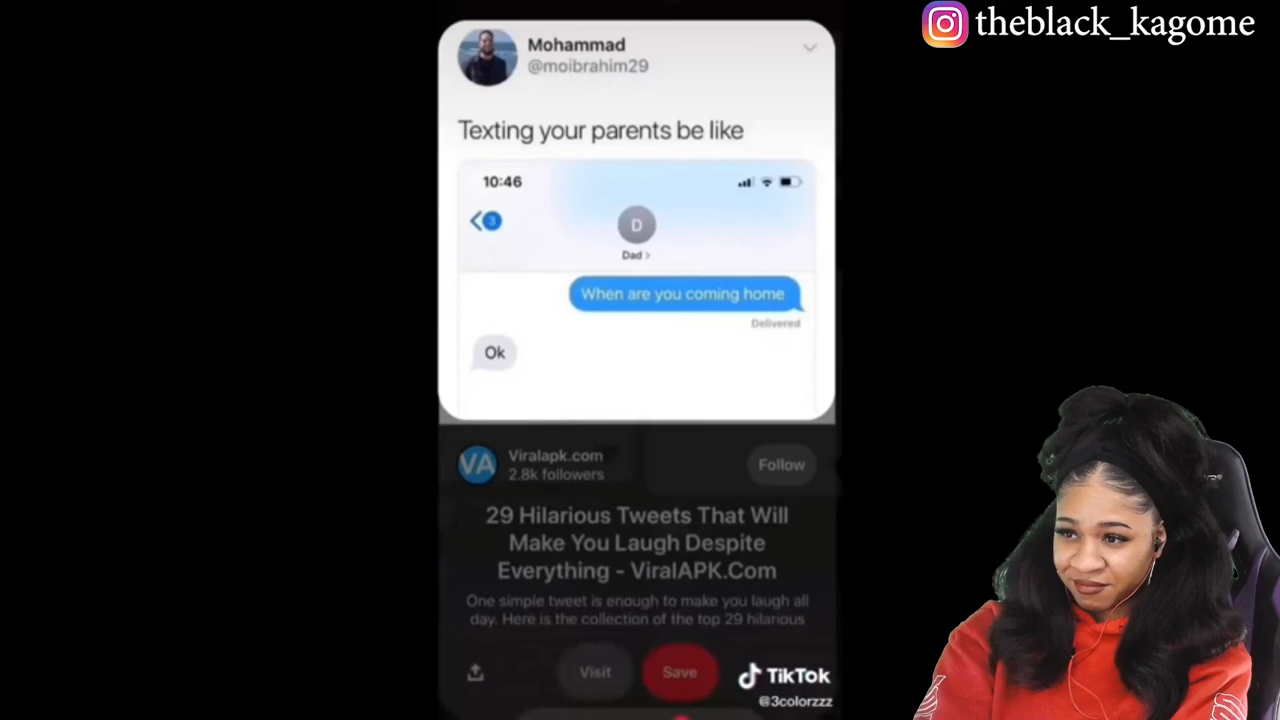 theblack_kagome
Mohammad
@moibrahim29
Texting your parents be like
10:46
3
D
Dad >
When are you coming home
Delivered
Ok
VA
Viralapk.com
2.8k followers
Follow
29 Hilarious Tweets That Will
Make You Laugh Despite
Everything - ViralAPK.Com
One simple tweet is enough to make you laugh all
day. Here is the collection of the top 29 hilarious
Visit
Save
TikTok
@3colorzzz